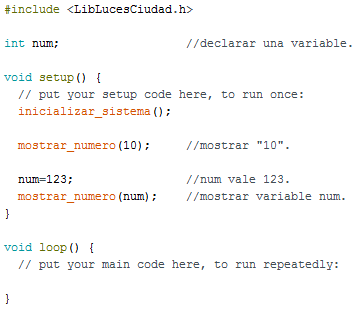 #include <LibLucesCiudad.h>
int num; //declarar una variable.
void setup() {
// put your setup code here, to run once:
inicializar_sistema();
mostrar_numero(10); //mostrar "10".
num=123; //num vale 123.
mostrar_numero(num); //mostrar variable num.
}
void loop() {
// put your main code here, to run repeatedly:
}